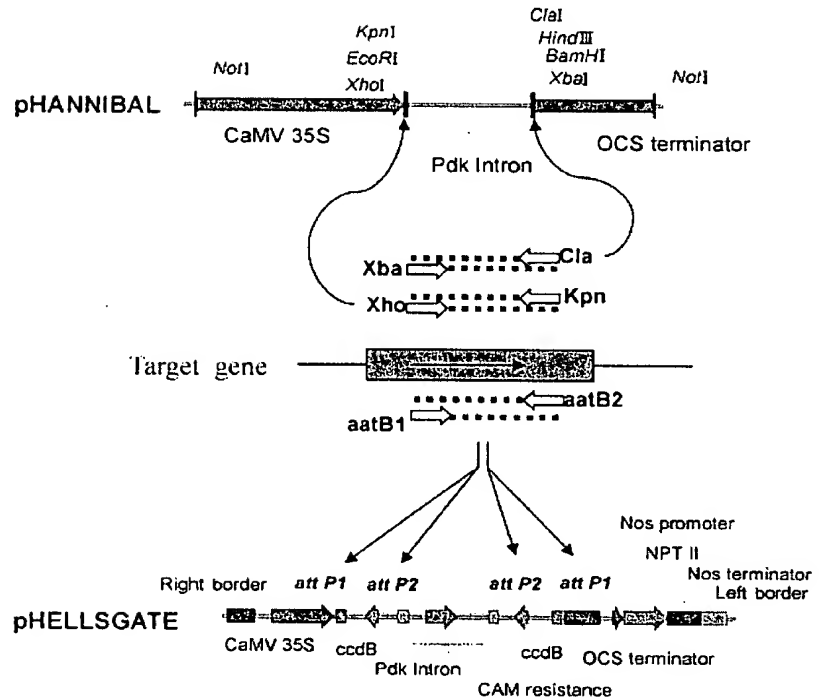 ClaI
KpnI HindIII
EcoRI BamHI
NotI XhoI XbaI NotI
pHANNIBAL
CaMV 35S OCS terminator
Pdk Intron
Xba Cla
Xho Kpn
Target gene
aatB1 aatB2
Nos promoter
NPT II
Right border att P1 att P2 att P2 att P1 Nos terminator
Left border
pHELLSGATE
CaMV 35S ccdB Pdk Intron ccdB OCS terminator
CAM resistance